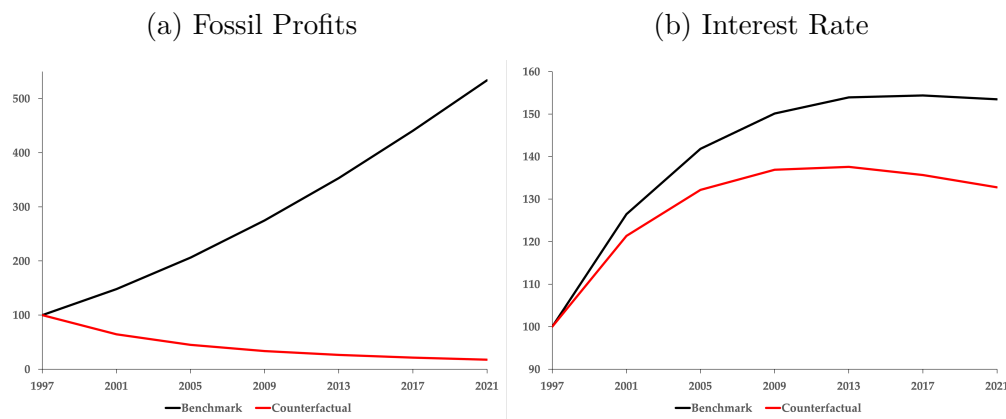 (a) Fossil Profits
500
400
300
200
100
0
1997 2001 2005 2009 2013 2017 2021
Benchmark Counterfactual
(b) Interest Rate
160
150
140
130
120
110
100
90
1997 2001 2005 2009 2013 2017 2021
Benchmark Counterfactual